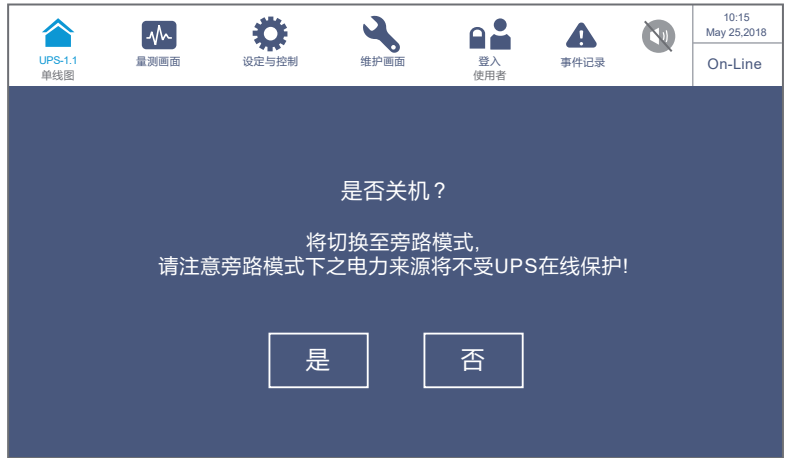 UPS-1.1
单线图
量测画面
设定与控制
维护画面
登入
使用者
事件记录
10:15
May 25,2018
On-Line
是否关机？
将切换至旁路模式,
请注意旁路模式下之电力来源将不受UPS在线保护!
是
否